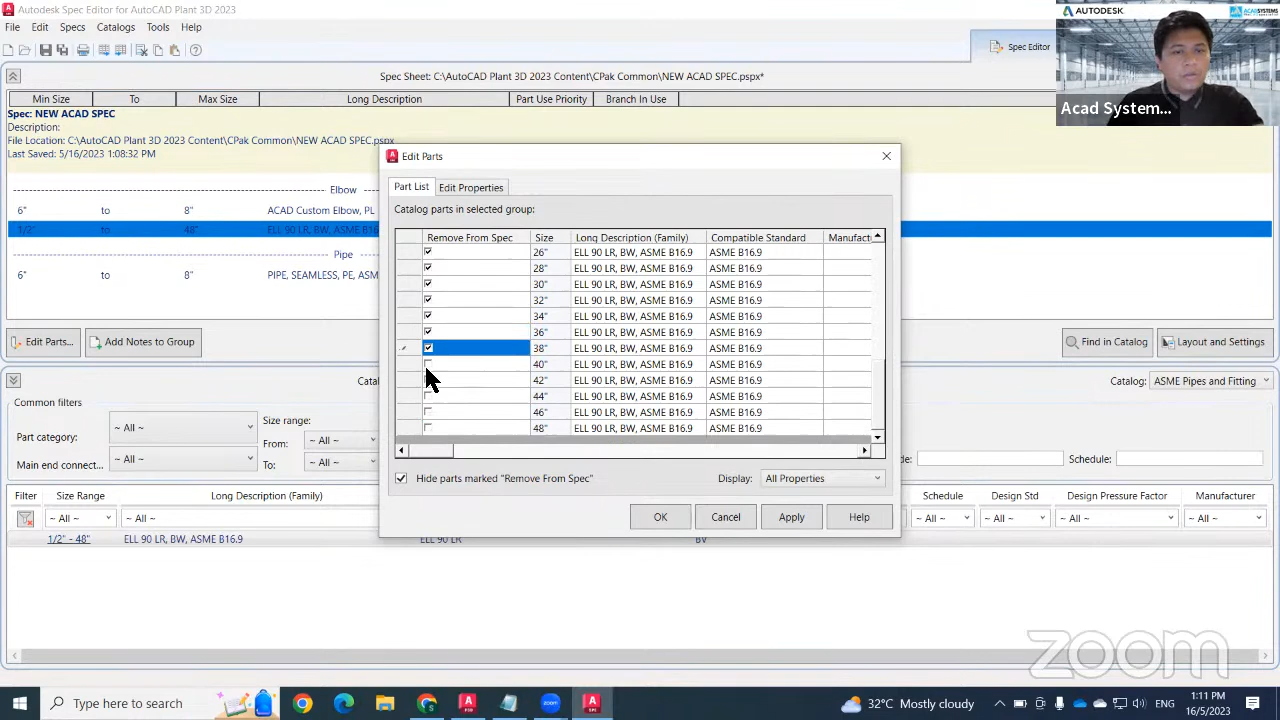 Autodesk Spec Editor for AutoCAD Plant 3D 2023
File Edit Specs Catalogs Tools Help
Spec Editor
AUTODESK
ACADSYSTEMS
Acad System...
Spec Sheet: C:\AutoCAD Plant 3D 2023 Content\CPak Common\NEW ACAD SPEC.pspx*
Min Size To Max Size Long Description Part Use Priority Branch In Use
Spec: NEW ACAD SPEC
Description:
File Location: C:\AutoCAD Plant 3D 2023 Content\CPak Common\NEW ACAD SPEC.pspx
Last Saved: 5/16/2023 1:08:32 PM
Elbow
6" to 8" ACAD Custom Elbow, PL
1/2" to 48" ELL 90 LR, BW, ASME B16
Pipe
6" to 8" PIPE, SEAMLESS, PE, ASM
Edit Parts... Add Notes to Group Find in Catalog Layout and Settings
Edit Parts
Part List Edit Properties
Catalog parts in selected group:
Remove From Spec Size Long Description (Family) Compatible Standard Manufact
26" ELL 90 LR, BW, ASME B16.9 ASME B16.9
28" ELL 90 LR, BW, ASME B16.9 ASME B16.9
30" ELL 90 LR, BW, ASME B16.9 ASME B16.9
32" ELL 90 LR, BW, ASME B16.9 ASME B16.9
34" ELL 90 LR, BW, ASME B16.9 ASME B16.9
36" ELL 90 LR, BW, ASME B16.9 ASME B16.9
38" ELL 90 LR, BW, ASME B16.9 ASME B16.9
40" ELL 90 LR, BW, ASME B16.9 ASME B16.9
42" ELL 90 LR, BW, ASME B16.9 ASME B16.9
44" ELL 90 LR, BW, ASME B16.9 ASME B16.9
46" ELL 90 LR, BW, ASME B16.9 ASME B16.9
48" ELL 90 LR, BW, ASME B16.9 ASME B16.9
Hide parts marked "Remove From Spec" Display: All Properties
OK Cancel Apply Help
Catalog: ASME Pipes and Fitting
Common filters
Part category: ~ All ~
Size range:
From: ~ All ~
Main end connect... ~ All ~
To: ~ All ~
Schedule:
Filter Size Range Long Description (Family) Schedule Design Std Design Pressure Factor Manufacturer
~ All ~ ~ All ~ ~ All ~ ~ All ~ ~ All ~ ~ All ~
1/2" - 48" ELL 90 LR, BW, ASME B16.9 ELL 90 LR BV
zoom
Type here to search
zoom
32°C Mostly cloudy
ENG
1:11 PM
16/5/2023